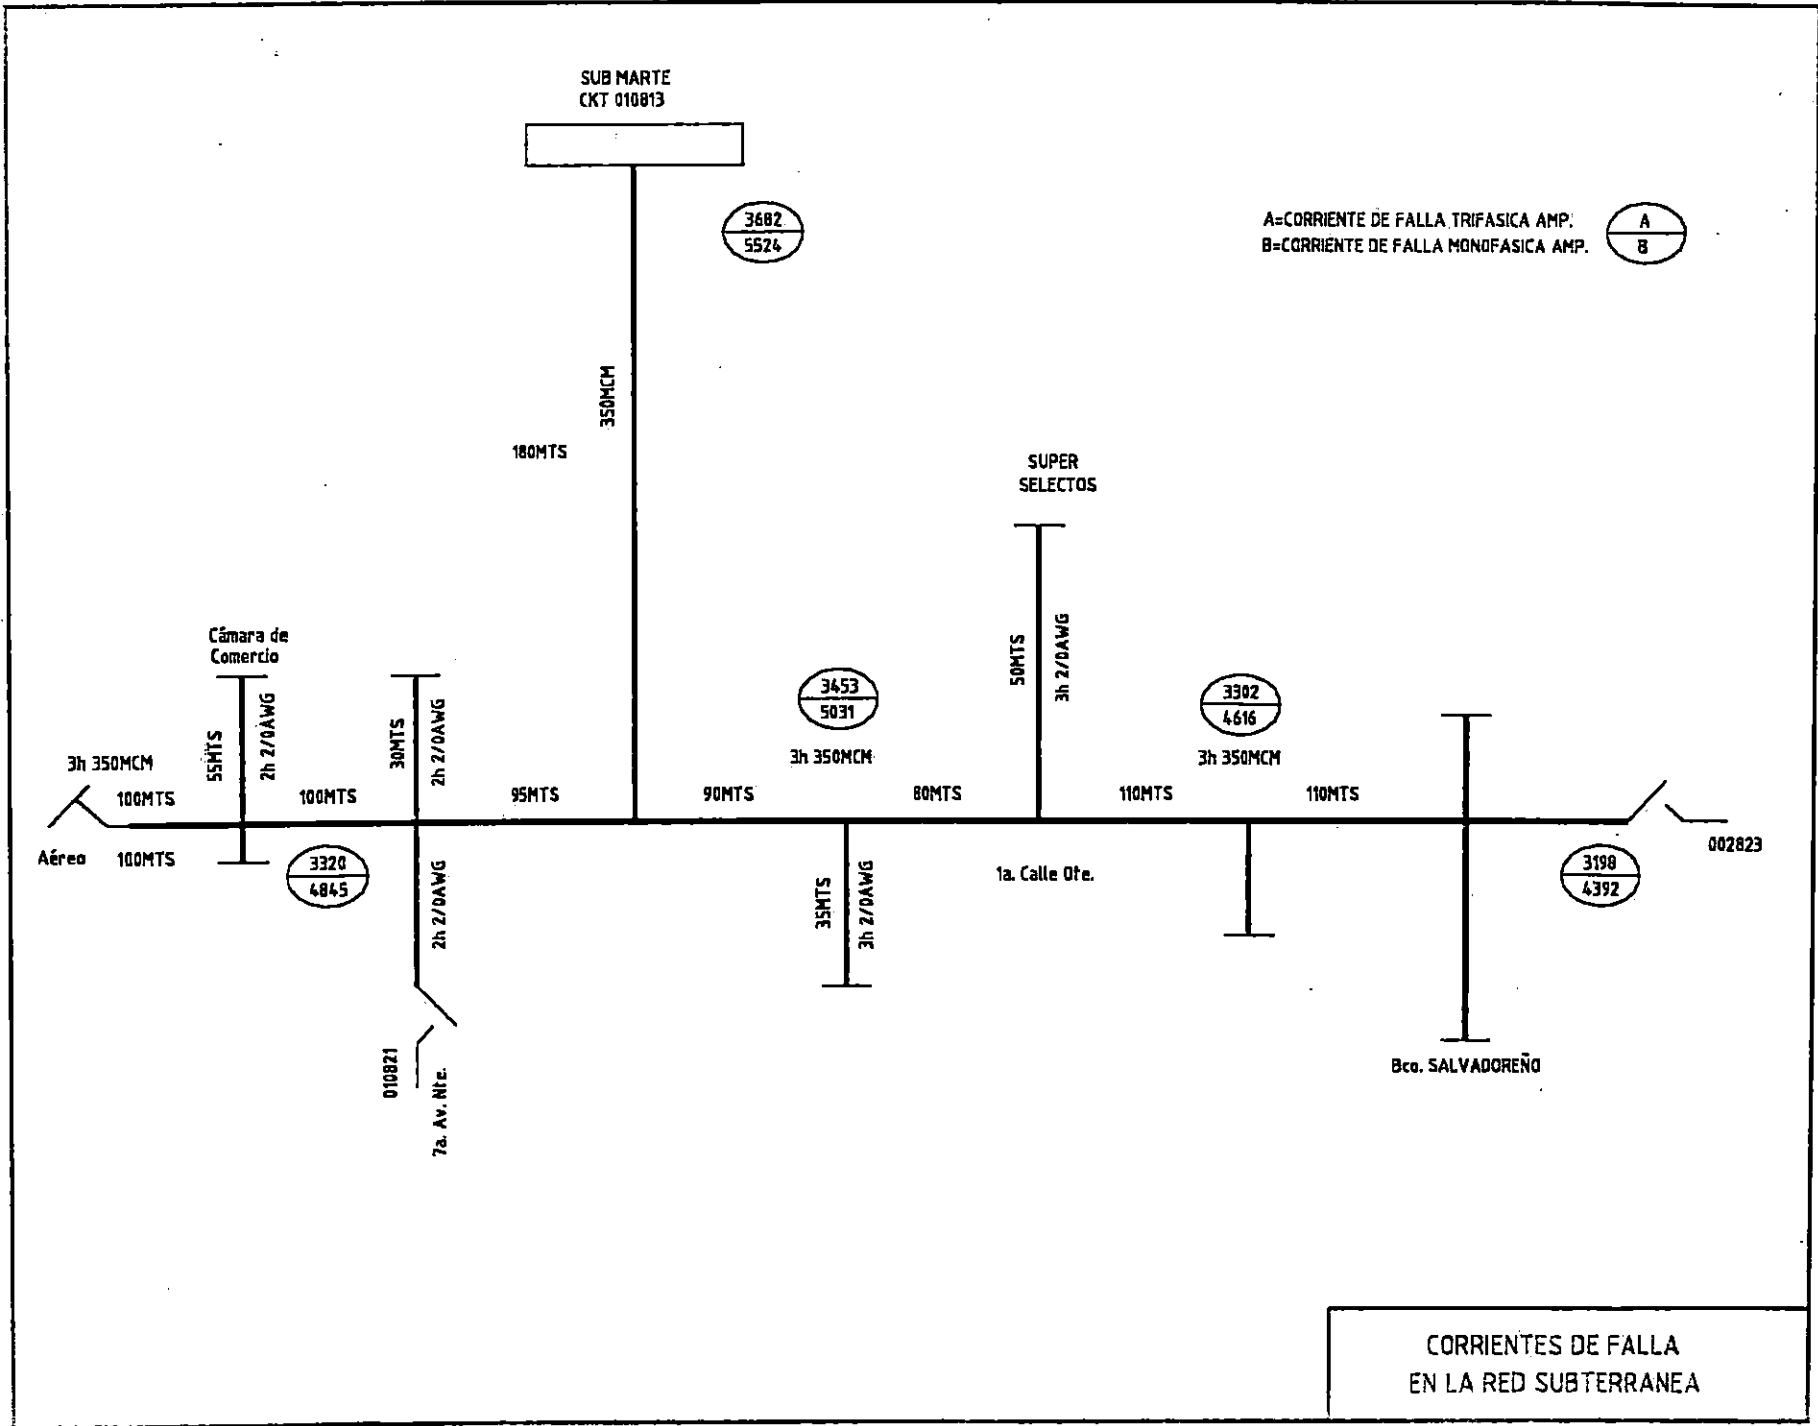 SUB MARTE
CKT 010813
3682
5524
A=CORRIENTE DE FALLA TRIFASICA AMP.
B=CORRIENTE DE FALLA MONOFASICA AMP.
A
B
350MCM
180MTS
SUPER
SELECTOS
50MTS
3h 2/0AWG
Cámara de
Comercio
55MTS
2h 2/0AWG
30MTS
2h 2/0AWG
3453
5031
3h 350MCM
3302
4616
3h 350MCM
3h 350MCM
100MTS
100MTS
95MTS
90MTS
80MTS
110MTS
110MTS
Aéreo
100MTS
3320
4845
2h 2/0AWG
35MTS
3h 2/0AWG
1a. Calle Ote.
3198
4392
002823
010821
7a. Av. Nte.
Bco. SALVADOREÑO
CORRIENTES DE FALLA
EN LA RED SUBTERRANEA